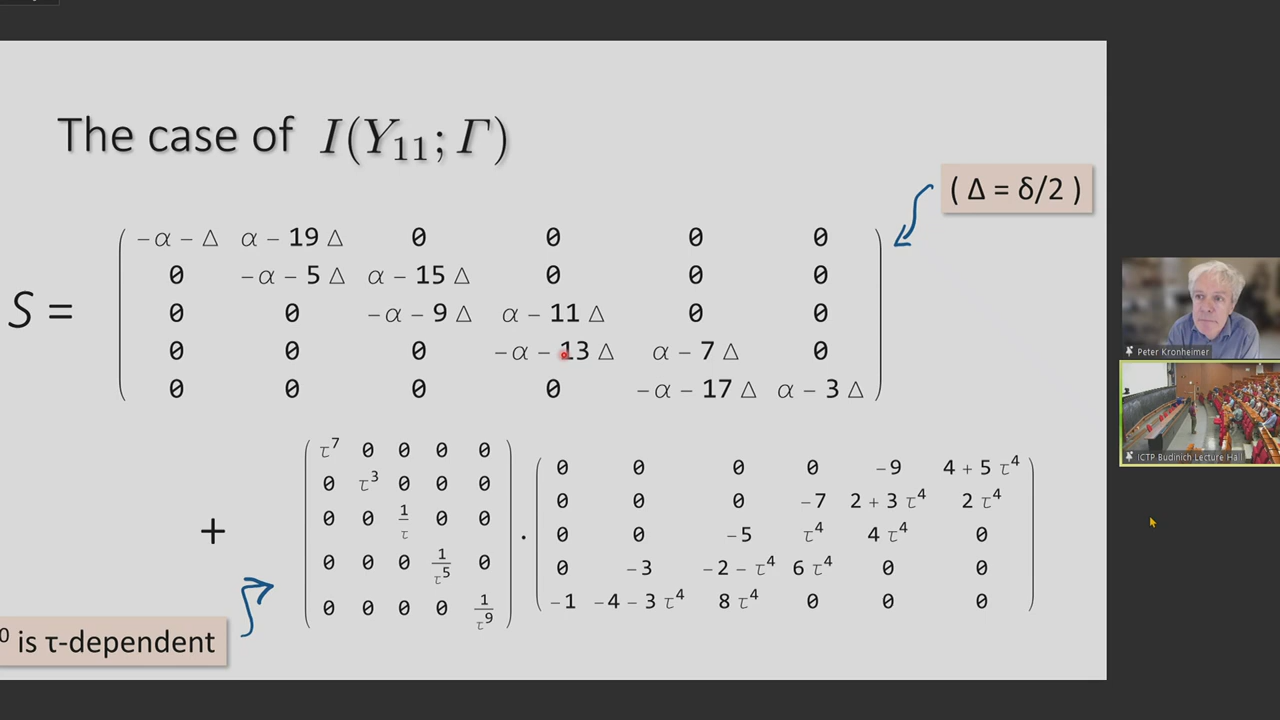 The case of I(Y₁₁; Γ)
( Δ = δ/2 )
S =
−α − Δ α − 19 Δ 0 0 0 0
0 −α − 5 Δ α − 15 Δ 0 0 0
0 0 −α − 9 Δ α − 11 Δ 0 0
0 0 0 −α − 13 Δ α − 7 Δ 0
0 0 0 0 −α − 17 Δ α − 3 Δ
+
τ⁷ 0 0 0 0
0 τ³ 0 0 0
0 0 1/τ 0 0
0 0 0 1/τ⁵ 0
0 0 0 0 1/τ⁹
.
0 0 0 0 −9 4 + 5 τ⁴
0 0 0 −7 2 + 3 τ⁴ 2 τ⁴
0 0 −5 τ⁴ 4 τ⁴ 0
0 −3 −2 − τ⁴ 6 τ⁴ 0 0
−1 −4 − 3 τ⁴ 8 τ⁴ 0 0 0
⁰ is τ-dependent
Peter Kronheimer
ICTP Budinich Lecture Hall